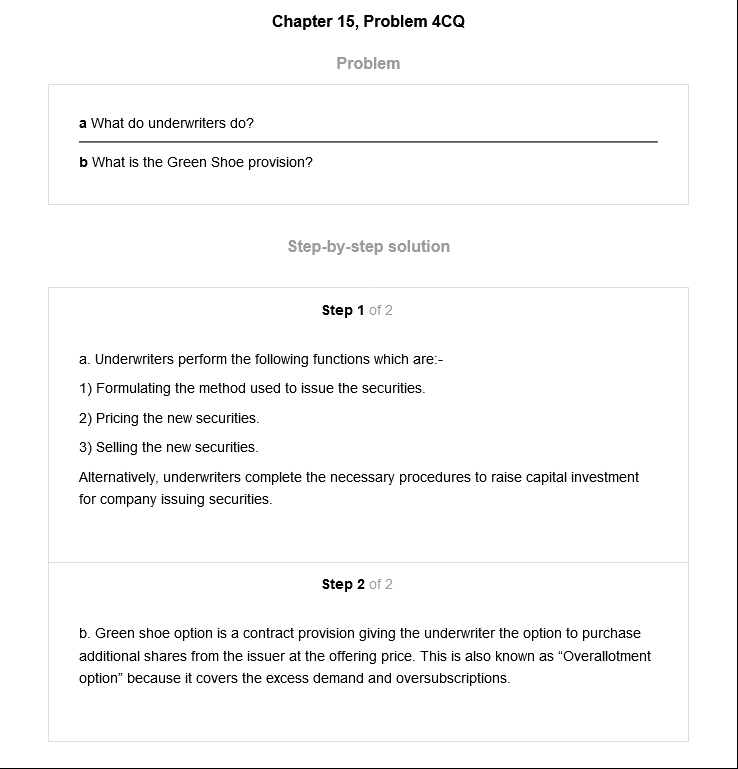 Chapter 15, Problem 4CQ
Problem
a What do underwriters do?
b What is the Green Shoe provision?
Step-by-step solution
Step 1 of 2
a. Underwriters perform the following functions which are:-
1) Formulating the method used to issue the securities.
2) Pricing the new securities.
3) Selling the new securities.
Alternatively, underwriters complete the necessary procedures to raise capital investment
for company issuing securities.
Step 2 of 2
b. Green shoe option is a contract provision giving the underwriter the option to purchase
additional shares from the issuer at the offering price. This is also known as “Overallotment
option” because it covers the excess demand and oversubscriptions.